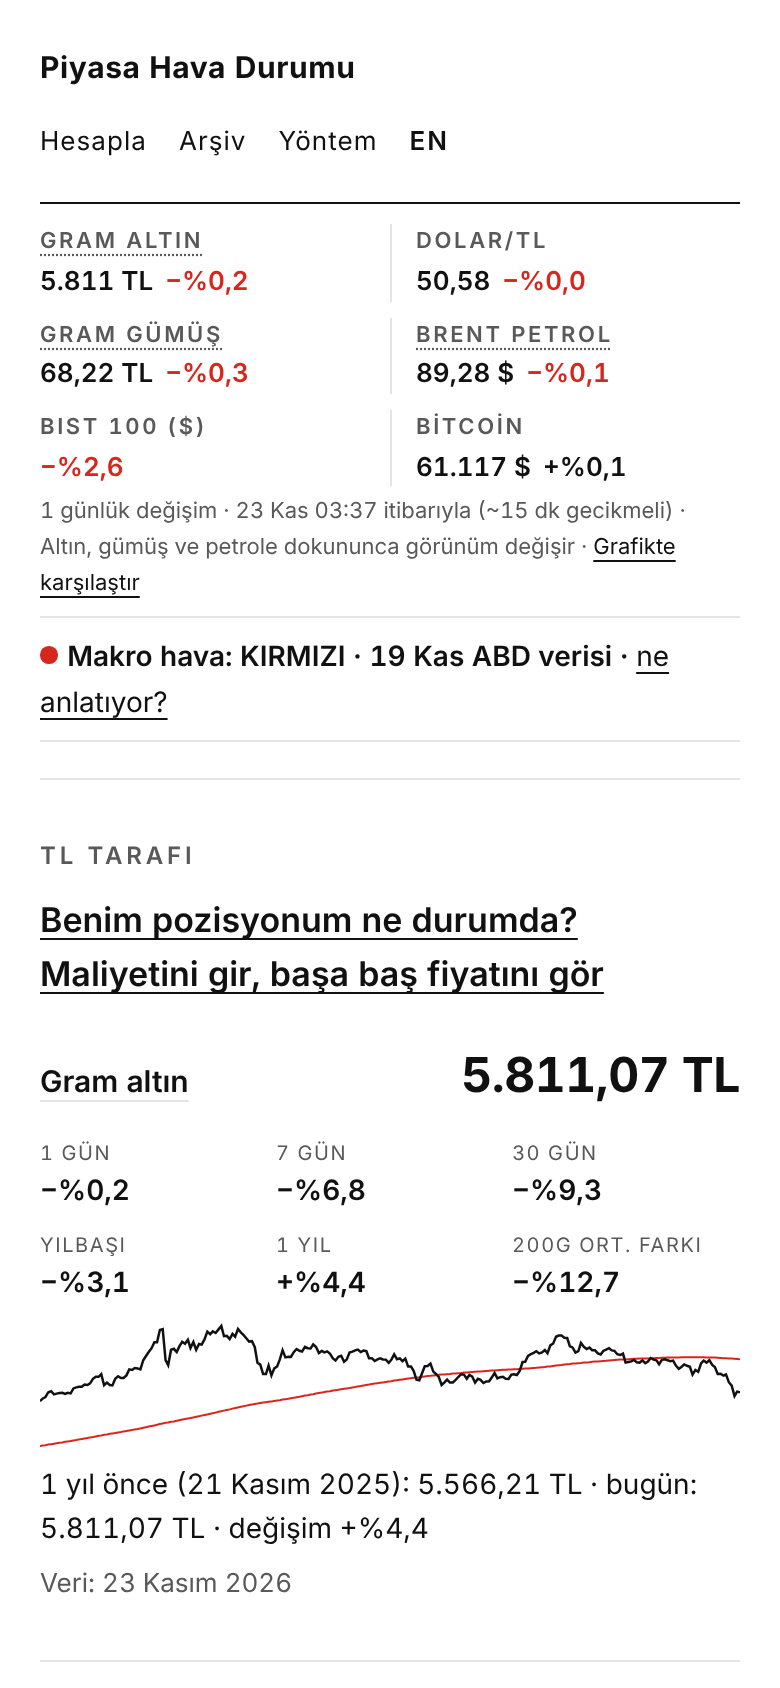 Piyasa Hava Durumu
Hesapla Arşiv Yöntem EN
GRAM ALTIN
5.811 TL −%0,2
DOLAR/TL
50,58 −%0,0
GRAM GÜMÜŞ
68,22 TL −%0,3
BRENT PETROL
89,28 $ −%0,1
BIST 100 ($)
−%2,6
BİTCOİN
61.117 $ +%0,1
1 günlük değişim · 23 Kas 03:37 itibarıyla (~15 dk gecikmeli) ·
Altın, gümüş ve petrole dokununca görünüm değişir · Grafikte
karşılaştır
Makro hava: KIRMIZI · 19 Kas ABD verisi · ne
anlatıyor?
TL TARAFI
Benim pozisyonum ne durumda?
Maliyetini gir, başa baş fiyatını gör
Gram altın 5.811,07 TL
1 GÜN 7 GÜN 30 GÜN
−%0,2 −%6,8 −%9,3
YILBAŞI 1 YIL 200G ORT. FARKI
−%3,1 +%4,4 −%12,7
1 yıl önce (21 Kasım 2025): 5.566,21 TL · bugün:
5.811,07 TL · değişim +%4,4
Veri: 23 Kasım 2026